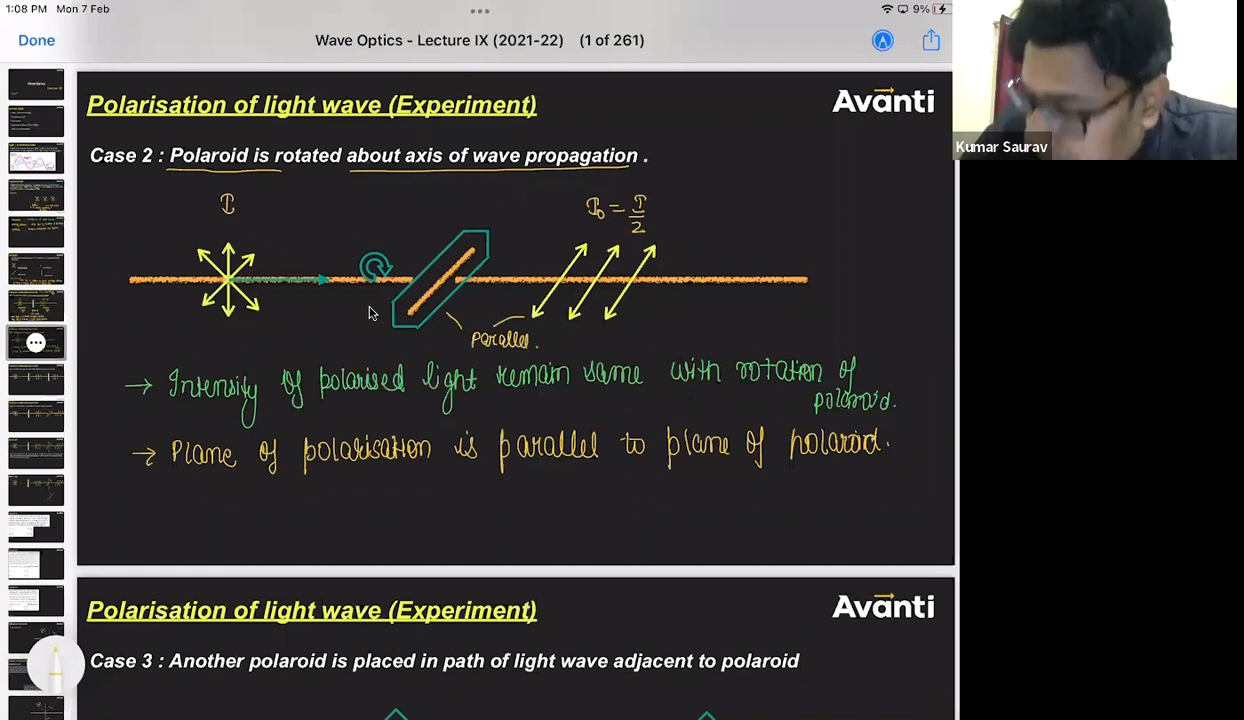 1:08 PM Mon 7 Feb
9%
Done
Wave Optics - Lecture IX (2021-22) (1 of 261)
Polarisation of light wave (Experiment)
Avanti
Kumar Saurav
Case 2 : Polaroid is rotated about axis of wave propagation .
I
I₀ = I/2
parallel.
→ Intensity of polarised light remain same with rotation of
polaroid.
→ Plane of polarisation is parallel to plane of polaroid.
Polarisation of light wave (Experiment)
Avanti
Case 3 : Another polaroid is placed in path of light wave adjacent to polaroid